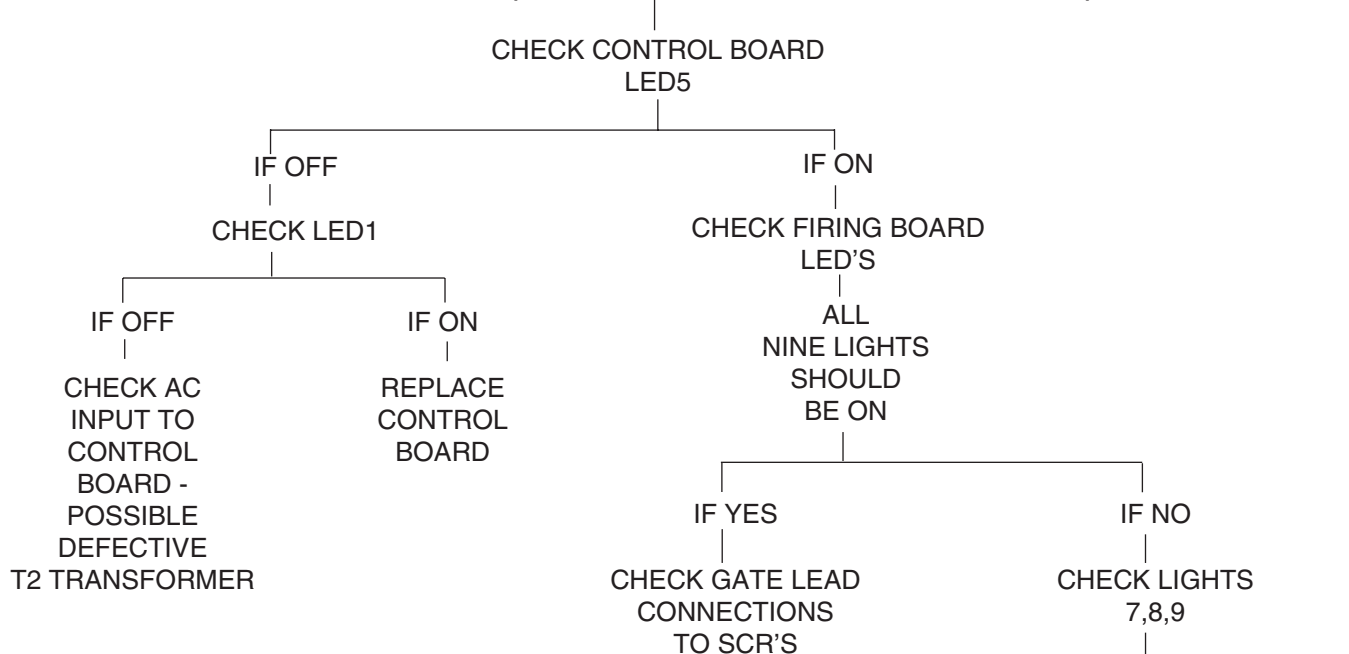 CHECK CONTROL BOARD
LED5
IF OFF
IF ON
CHECK LED1
CHECK FIRING BOARD
LED'S
IF OFF
IF ON
ALL
NINE LIGHTS
SHOULD
BE ON
CHECK AC
INPUT TO
CONTROL
BOARD -
POSSIBLE
DEFECTIVE
T2 TRANSFORMER
REPLACE
CONTROL
BOARD
IF YES
IF NO
CHECK GATE LEAD
CONNECTIONS
TO SCR'S
CHECK LIGHTS
7,8,9